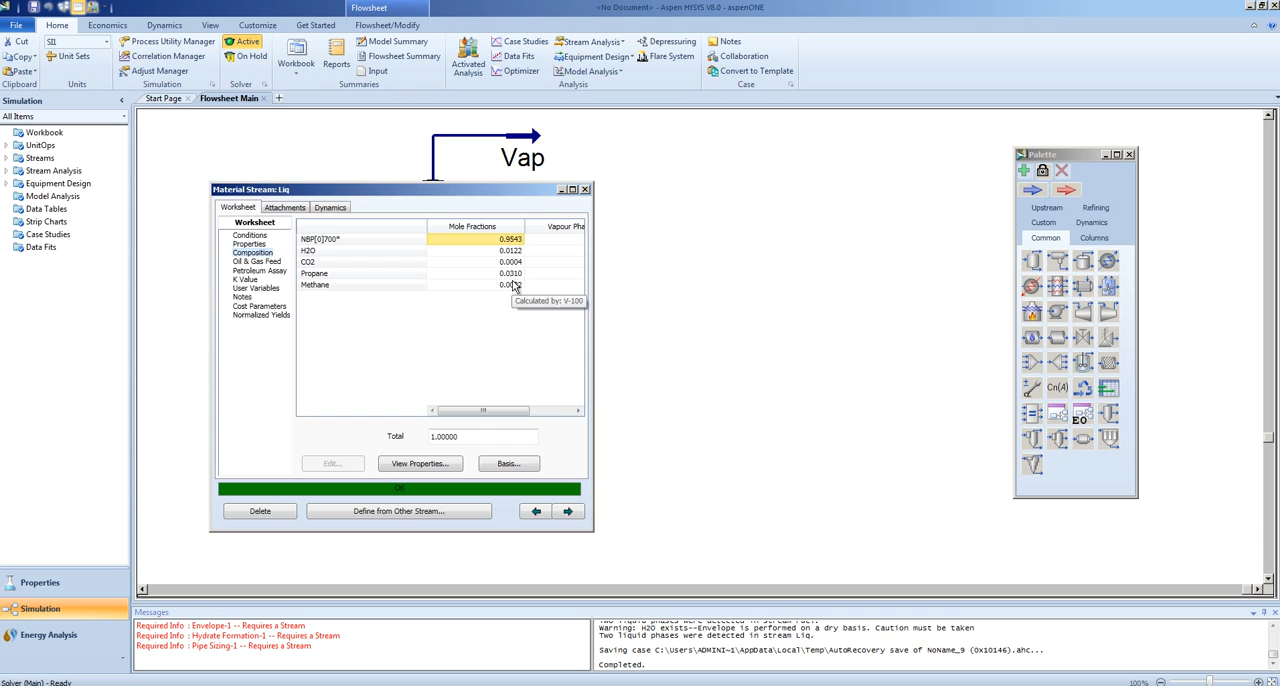 Flowsheet
<No Document> - Aspen HYSYS V8.0 - aspenONE
File Home Economics Dynamics View Customize Get Started Flowsheet/Modify
Cut SI1 Process Utility Manager Active Model Summary Case Studies Stream Analysis Depressuring Notes
Copy Unit Sets Correlation Manager On Hold Workbook Reports Flowsheet Summary Activated Analysis Data Fits Equipment Design Flare System Collaboration
Paste Adjust Manager Input Optimizer Model Analysis Convert to Template
Clipboard Units Simulation Solver Summaries Analysis Case
Simulation Start Page Flowsheet Main
All Items
Workbook
UnitOps
Streams
Stream Analysis
Equipment Design
Model Analysis
Data Tables
Strip Charts
Case Studies
Data Fits
Properties
Simulation
Energy Analysis
Vap
Material Stream: Liq
Worksheet Attachments Dynamics
Worksheet
Conditions
Properties
Composition
Oil & Gas Feed
Petroleum Assay
K Value
User Variables
Notes
Cost Parameters
Normalized Yields
Mole Fractions Vapour Pha
NBP[0]700* 0.9543
H2O 0.0122
CO2 0.0004
Propane 0.0310
Methane
Calculated by: V-100
Total 1.00000
Edit... View Properties... Basis...
OK
Delete Define from Other Stream...
Palette
Upstream Refining
Custom Dynamics
Common Columns
Cn(A)
EO
Messages
Required Info : Envelope-1 -- Requires a Stream
Required Info : Hydrate Formation-1 -- Requires a Stream
Required Info : Pipe Sizing-1 -- Requires a Stream
Two liquid phases were detected in stream
Warning: H2O exists--Envelope is performed on a dry basis. Caution must be taken
Two liquid phases were detected in stream Liq.
Saving case C:\Users\ADMINI~1\AppData\Local\Temp\AutoRecovery save of NoName_9 (0x10146).ahc...
Completed.
Solver (Main) - Ready 100%